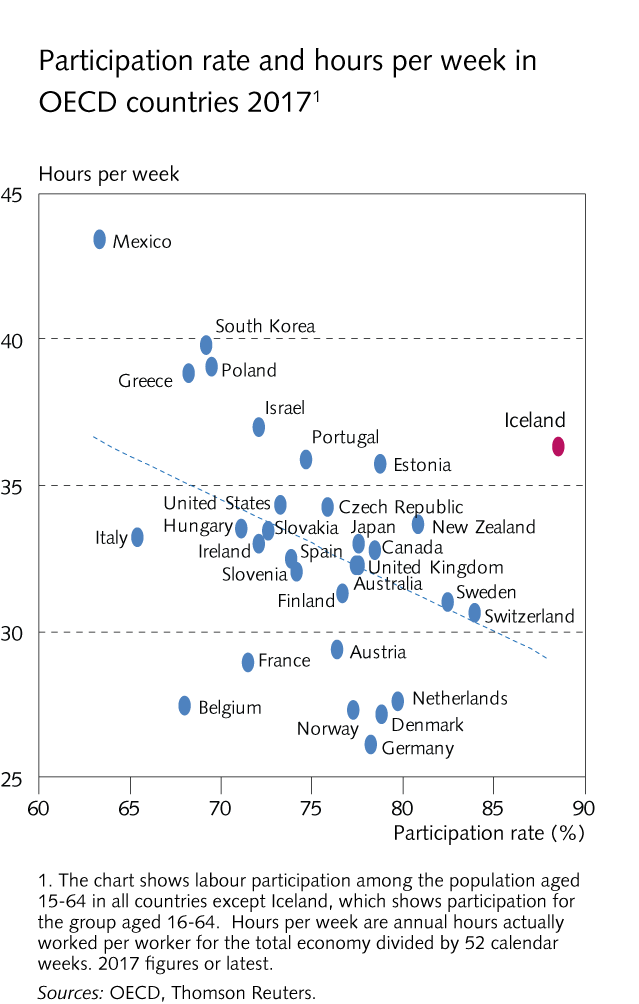 Participation rate and hours per week in
OECD countries 2017¹
Hours per week
45
Mexico
South Korea
40
Poland
Greece
Israel
Iceland
Portugal
Estonia
35
United States
Czech Republic
Hungary
Slovakia
Japan
New Zealand
Italy
Ireland
Spain
Canada
Slovenia
United Kingdom
Australia
Finland
Sweden
Switzerland
30
Austria
France
Belgium
Netherlands
Norway
Denmark
Germany
25
60 65 70 75 80 85 90
Participation rate (%)
1. The chart shows labour participation among the population aged
15-64 in all countries except Iceland, which shows participation for
the group aged 16-64.  Hours per week are annual hours actually
worked per worker for the total economy divided by 52 calendar
weeks. 2017 figures or latest.
Sources: OECD, Thomson Reuters.